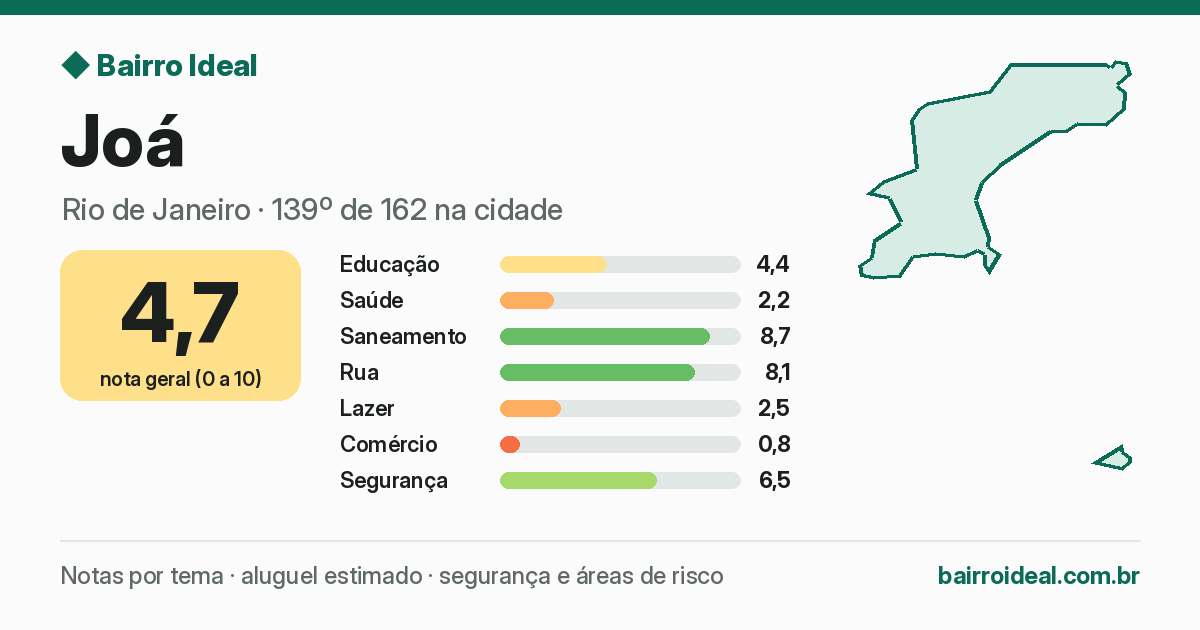 Bairro Ideal
Joá
Rio de Janeiro · 139º de 162 na cidade
4,7
nota geral (0 a 10)
Educação 4,4
Saúde 2,2
Saneamento 8,7
Rua 8,1
Lazer 2,5
Comércio 0,8
Segurança 6,5
Notas por tema · aluguel estimado · segurança e áreas de risco
bairroideal.com.br